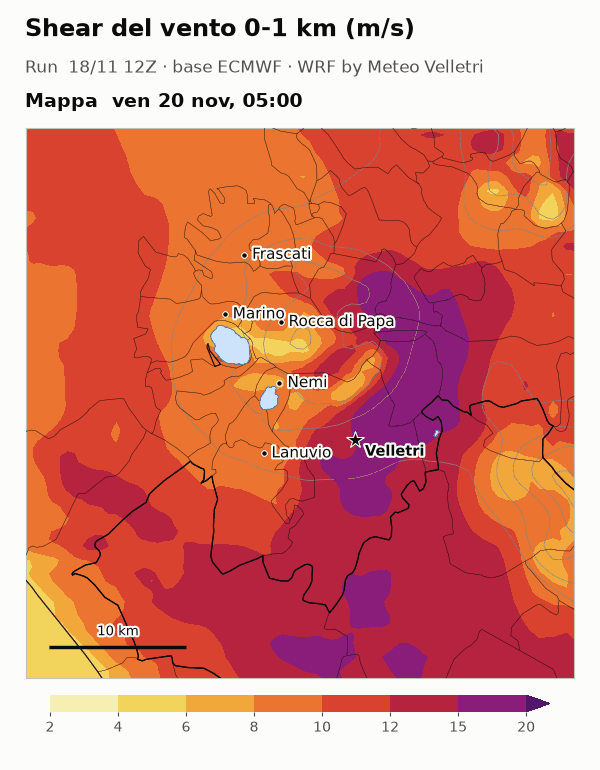 Shear del vento 0-1 km (m/s)
Run 18/11 12Z · base ECMWF · WRF by Meteo Velletri
Mappa ven 20 nov, 05:00
Frascati
Marino
Rocca di Papa
Nemi
Velletri
Lanuvio
10 km
2 4 6 8 10 12 15 20